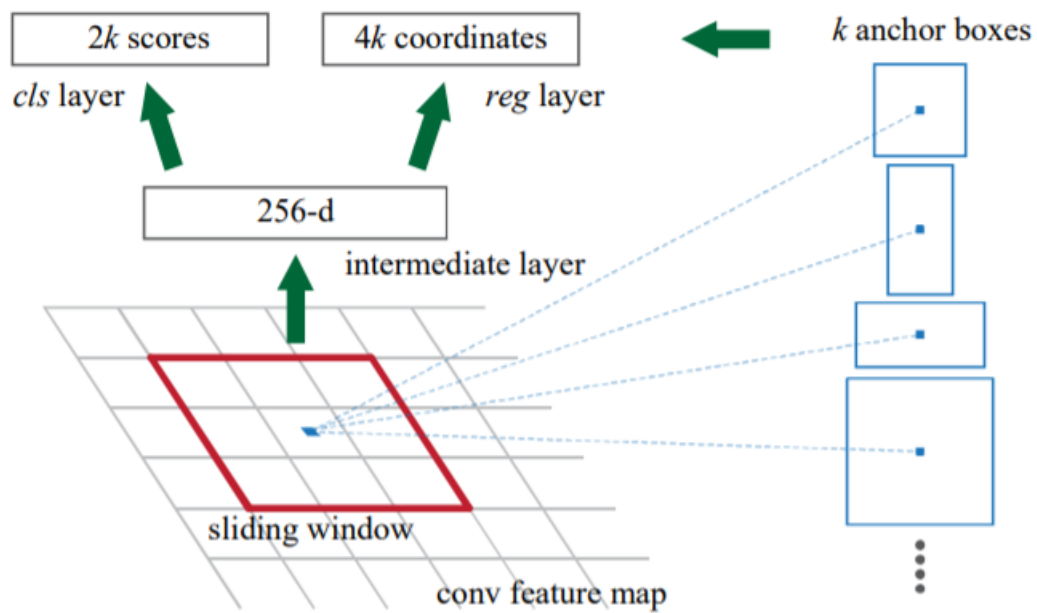 2k scores
4k coordinates
k anchor boxes
cls layer
reg layer
256-d
intermediate layer
sliding window
conv feature map